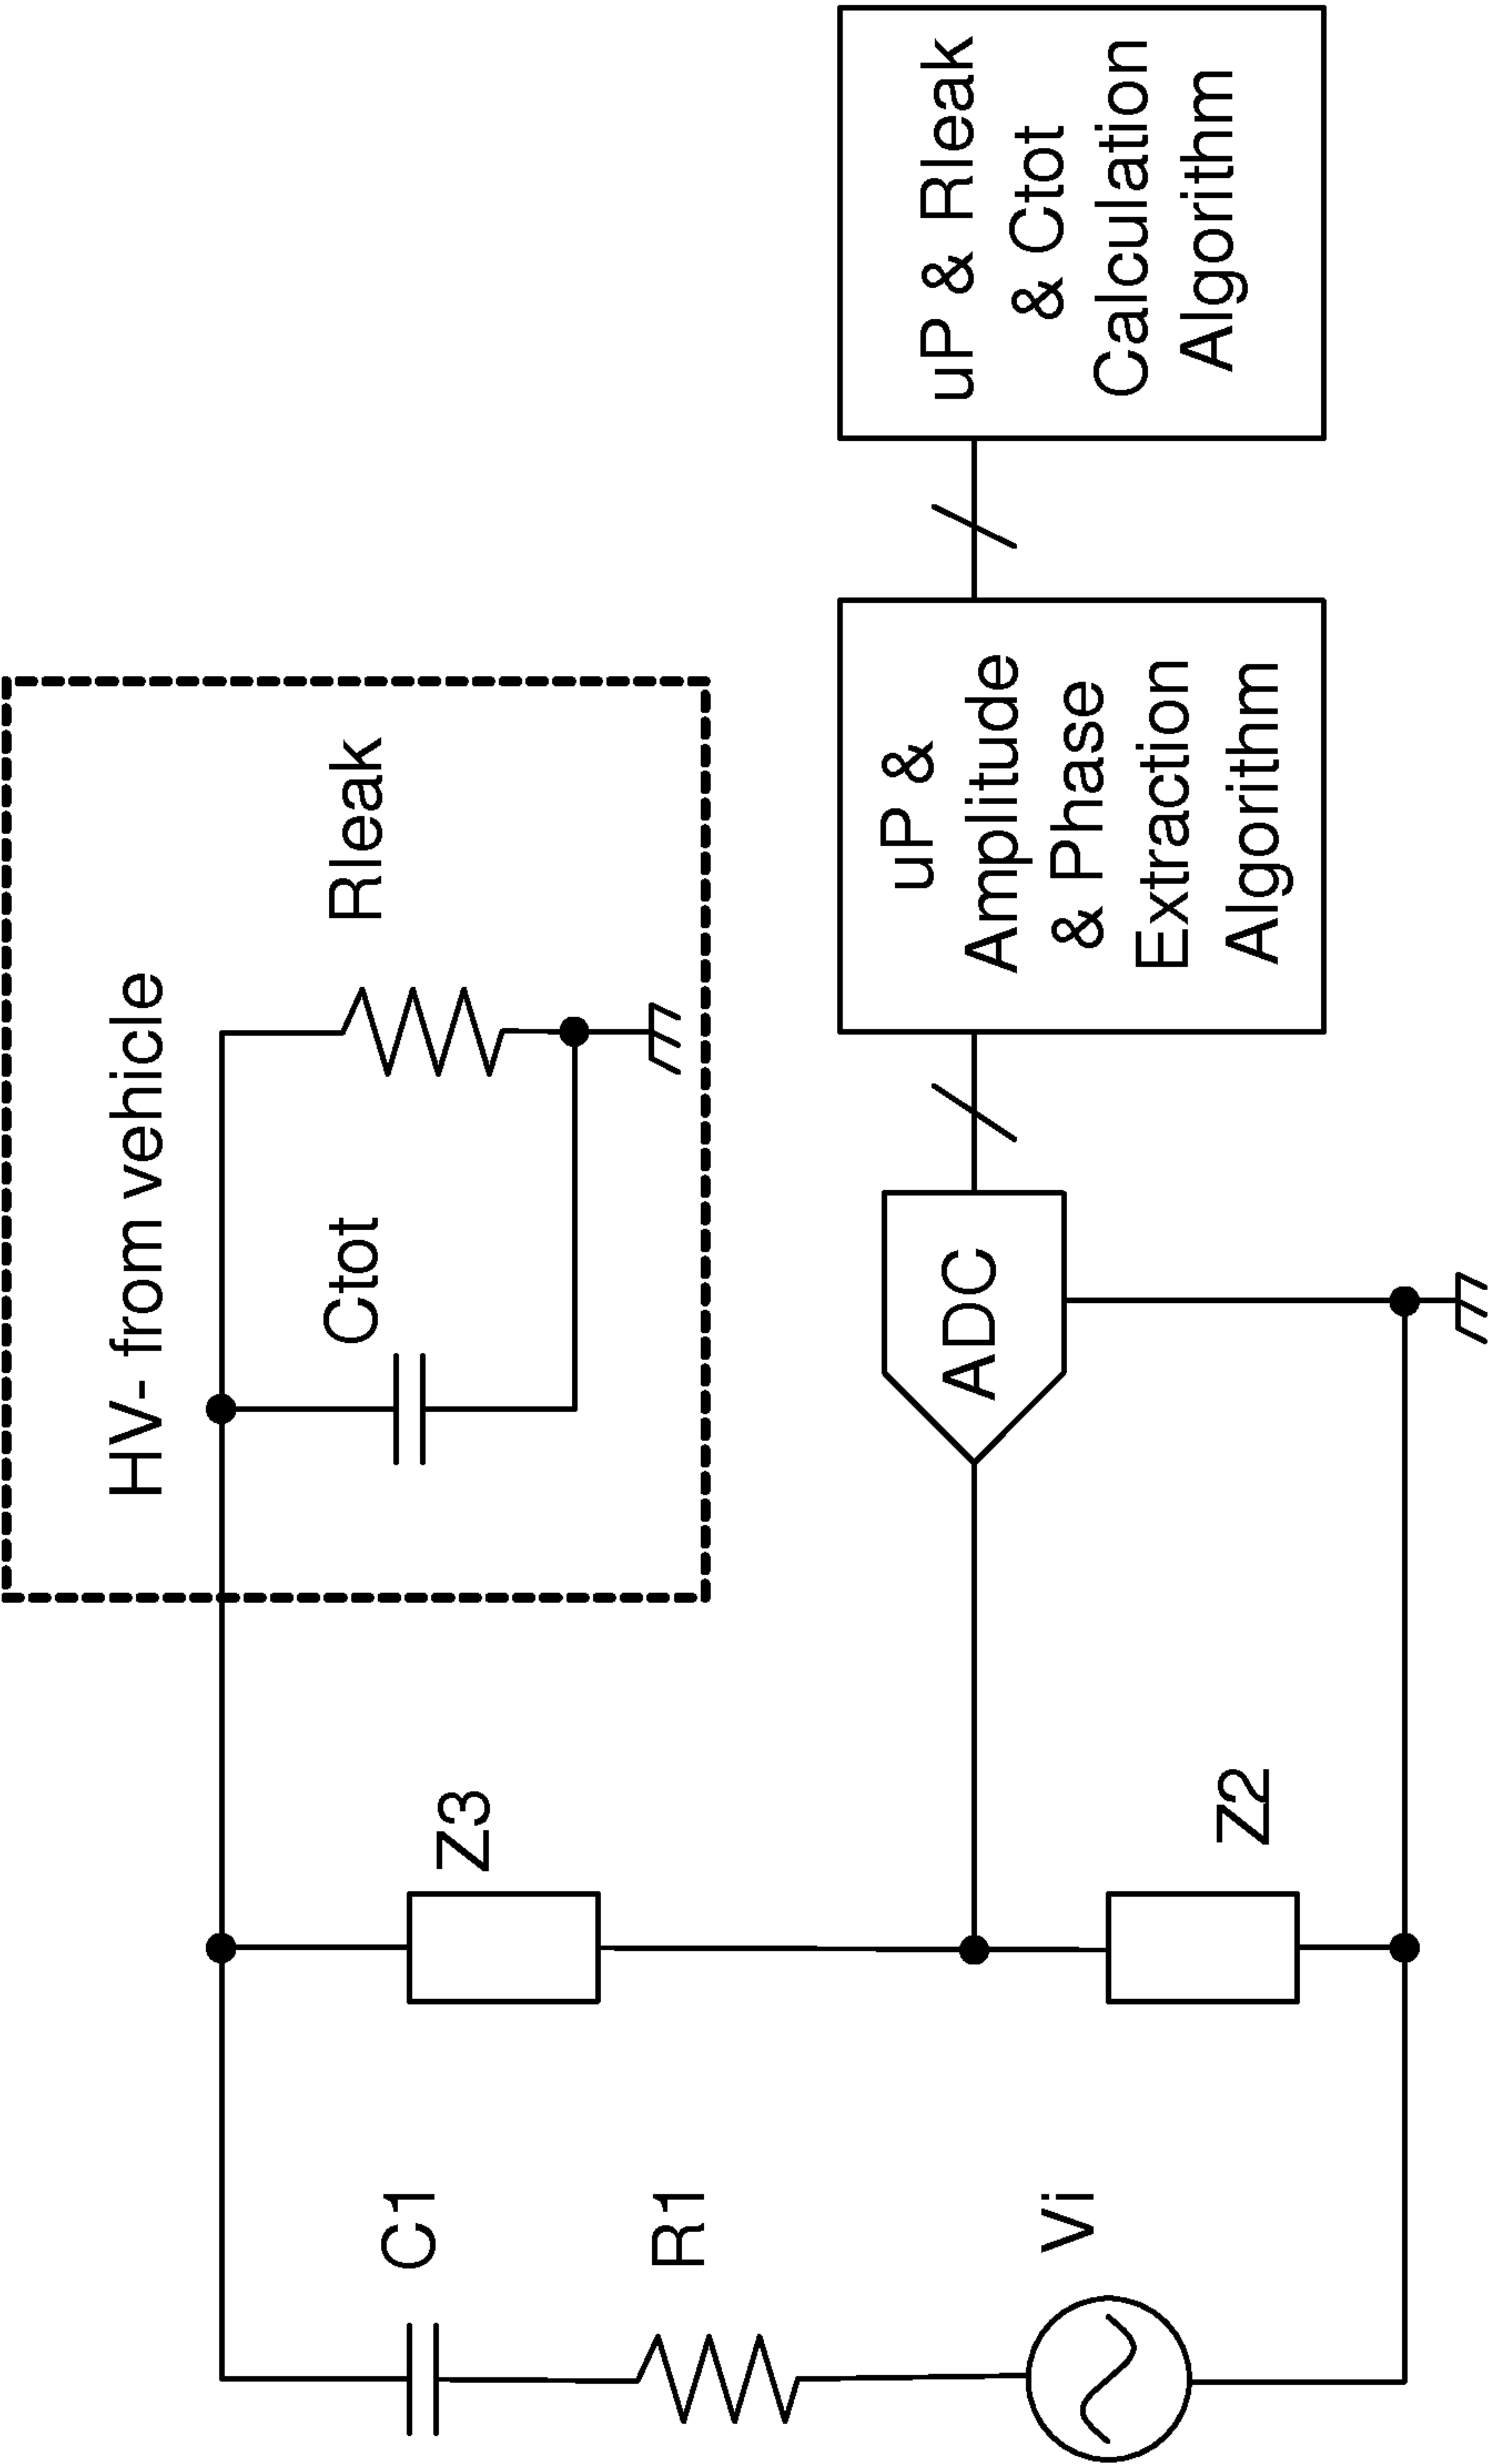 HV- from vehicle
C1
R1
Vi
Z3
Z2
Ctot
Rleak
ADC
uP &
Amplitude
& Phase
Extraction
Algorithm
uP & Rleak
& Ctot
Calculation
Algorithm